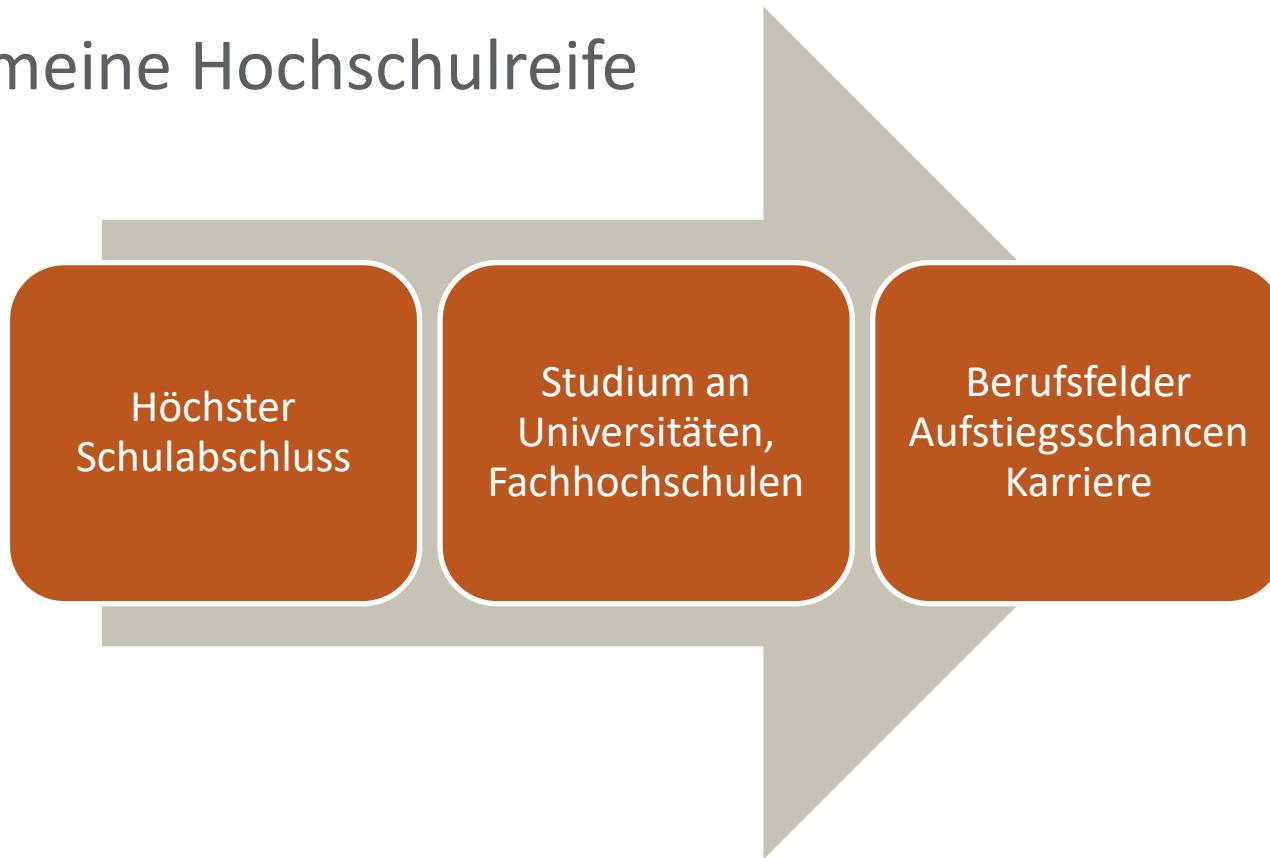 meine Hochschulreife
Höchster
Schulabschluss
Studium an
Universitäten,
Fachhochschulen
Berufsfelder
Aufstiegsschancen
Karriere